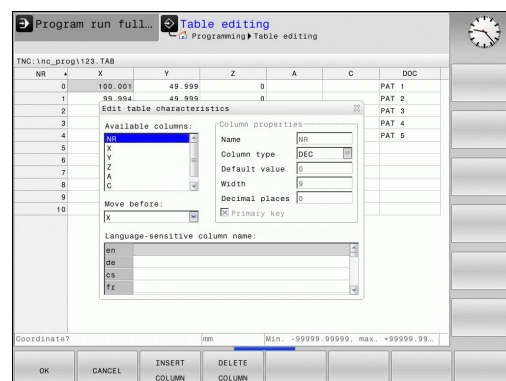 Program run full...
Table editing
Programming▶Table editing
TNC:\nc_prog\123.TAB
NR X Y Z A C DOC
0 100.001 49.999 0 PAT 1
1 99.994 49.999 0 PAT 2
2 PAT 3
3 PAT 4
4 PAT 5
5
6
7
8
9
10
Edit table characteristics
Available columns:
NR
X
Y
Z
A
C
Move before:
X
Column properties
Name NR
Column type DEC
Default value 0
Width 9
Decimal places 0
Primary key
Language-sensitive column name:
en
de
cs
fr
Coordinate? mm Min. -99999.99999, max. +99999.99...
OK CANCEL INSERT COLUMN DELETE COLUMN